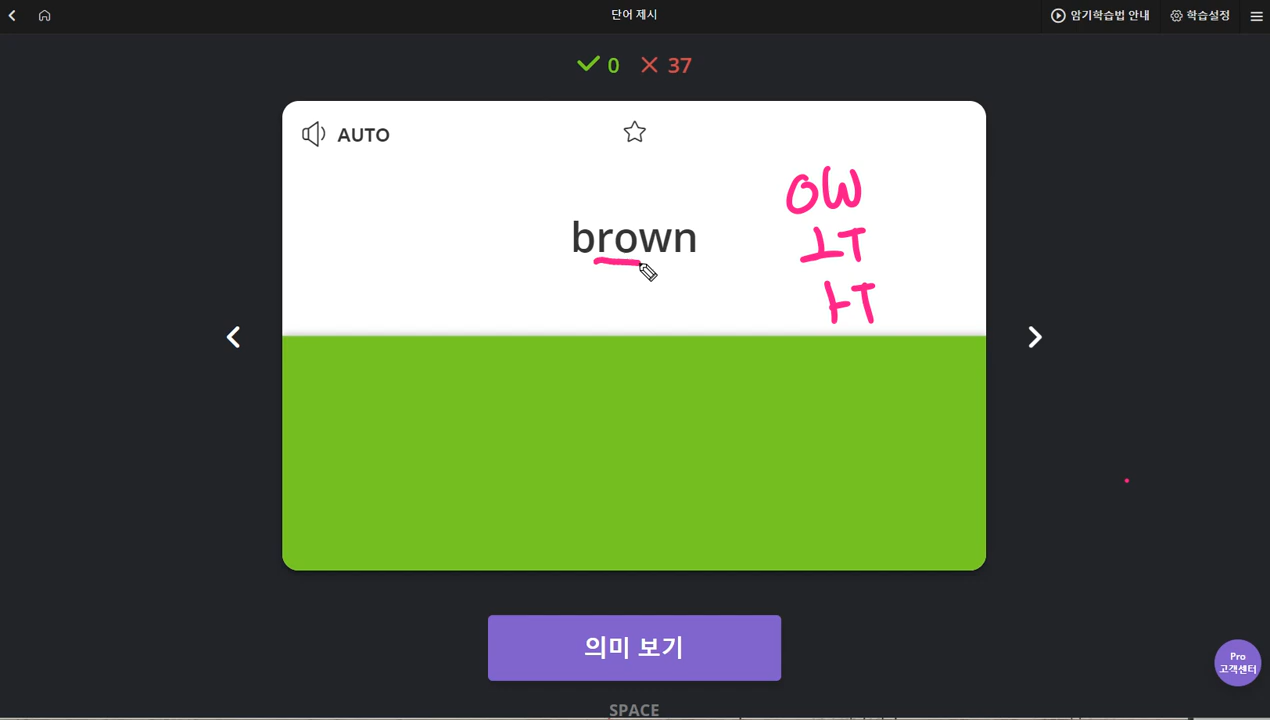 단어 제시
암기학습법 안내
학습설정
0
37
AUTO
brown
OW
ㅗㅜ
ㅏㅜ
의미 보기
SPACE
Pro
고객센터